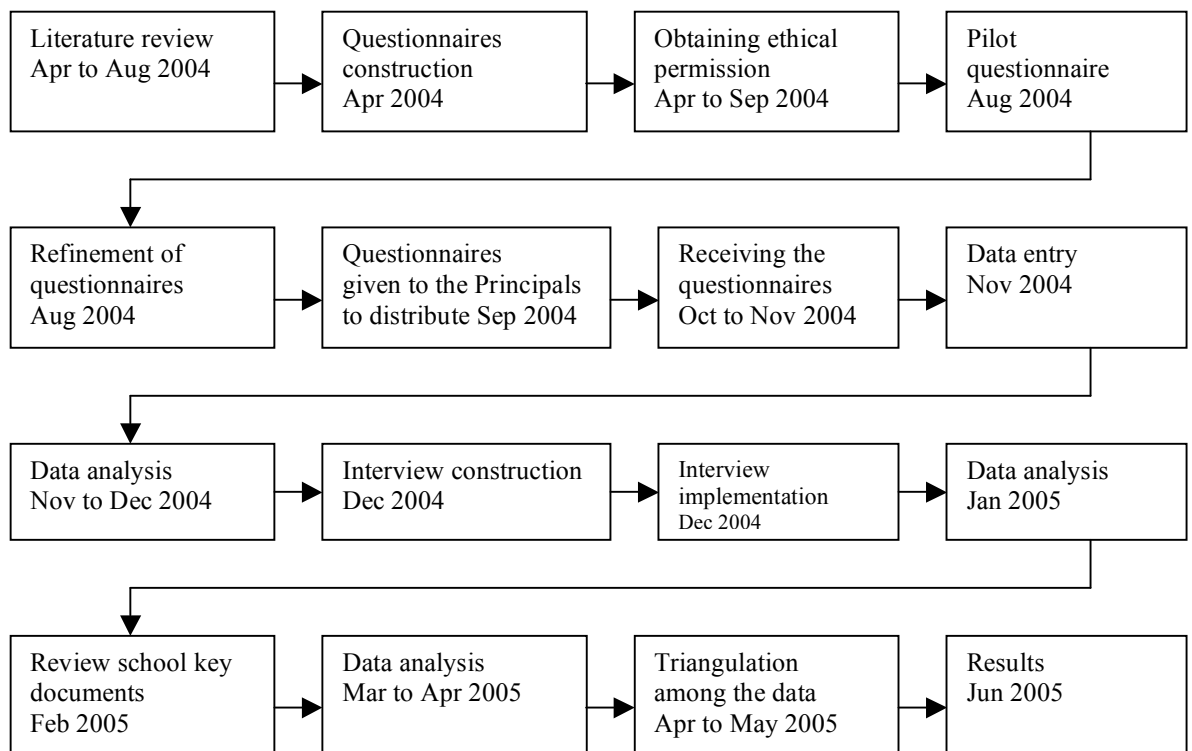 Literature review
Apr to Aug 2004
Questionnaires
construction
Apr 2004
Obtaining ethical
permission
Apr to Sep 2004
Pilot
questionnaire
Aug 2004
Refinement of
questionnaires
Aug 2004
Questionnaires
given to the Principals
to distribute Sep 2004
Receiving the
questionnaires
Oct to Nov 2004
Data entry
Nov 2004
Data analysis
Nov to Dec 2004
Interview construction
Dec 2004
Interview
implementation
Dec 2004
Data analysis
Jan 2005
Review school key
documents
Feb 2005
Data analysis
Mar to Apr 2005
Triangulation
among the data
Apr to May 2005
Results
Jun 2005